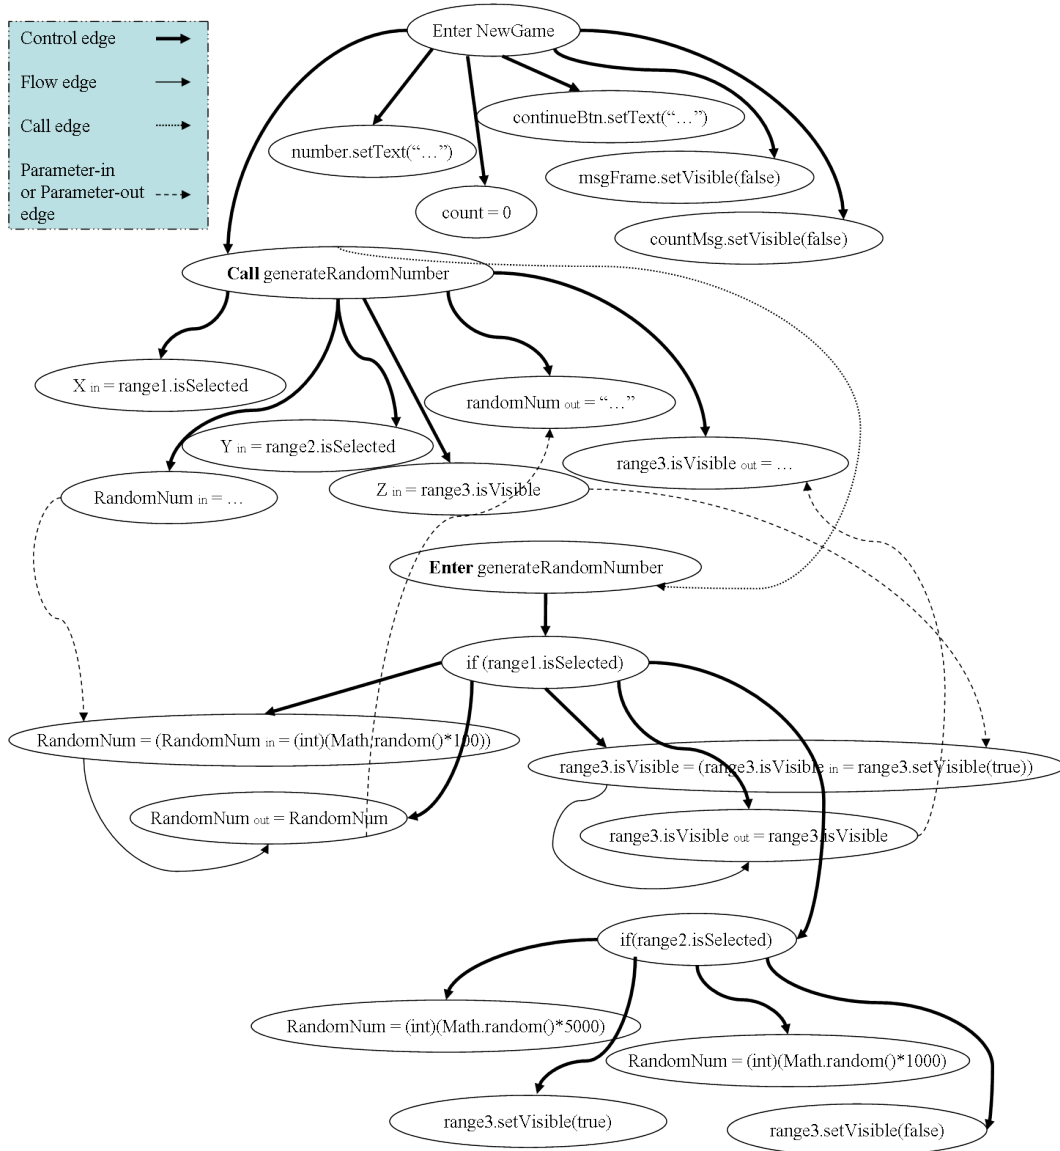 Control edge
Flow edge
Call edge
Parameter-in
or Parameter-out
edge
Enter NewGame
continueBtn.setText(“…”)
number.setText(“…”)
msgFrame.setVisible(false)
count = 0
countMsg.setVisible(false)
Call generateRandomNumber
X in = range1.isSelected
randomNum out = “…”
Y in = range2.isSelected
range3.isVisible out = …
RandomNum in = …
Z in = range3.isVisible
Enter generateRandomNumber
if (range1.isSelected)
RandomNum = (RandomNum in = (int)(Math.random()*100))
range3.isVisible = (range3.isVisible in = range3.setVisible(true))
RandomNum out = RandomNum
range3.isVisible out = range3.isVisible
if(range2.isSelected)
RandomNum = (int)(Math.random()*5000)
RandomNum = (int)(Math.random()*1000)
range3.setVisible(true)
range3.setVisible(false)